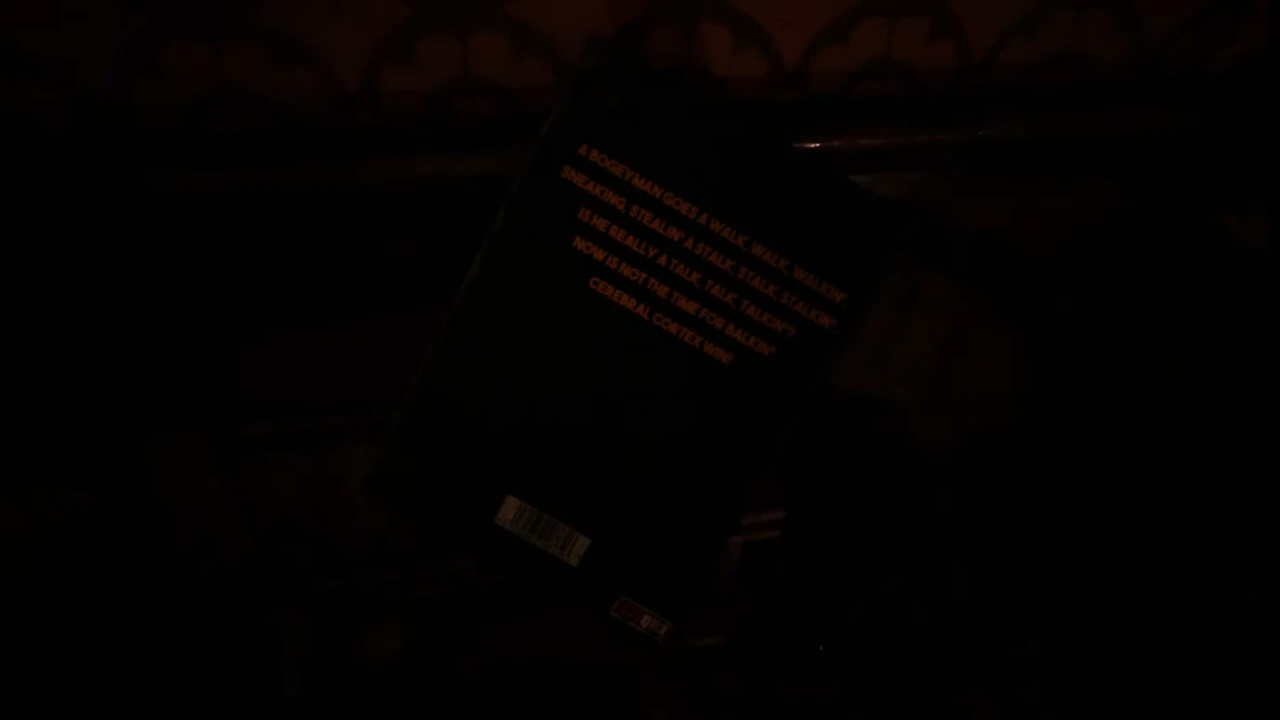 A BOGEYMAN GOES A WALK, WALK, WALKIN',
SNEAKING, STEALIN' A STALK, STALK, STALKIN'.
IS HE REALLY A TALK, TALK, TALKIN'?
NOW IS NOT THE TIME FOR BALKIN'
CEREBRAL CORTEX WIN!